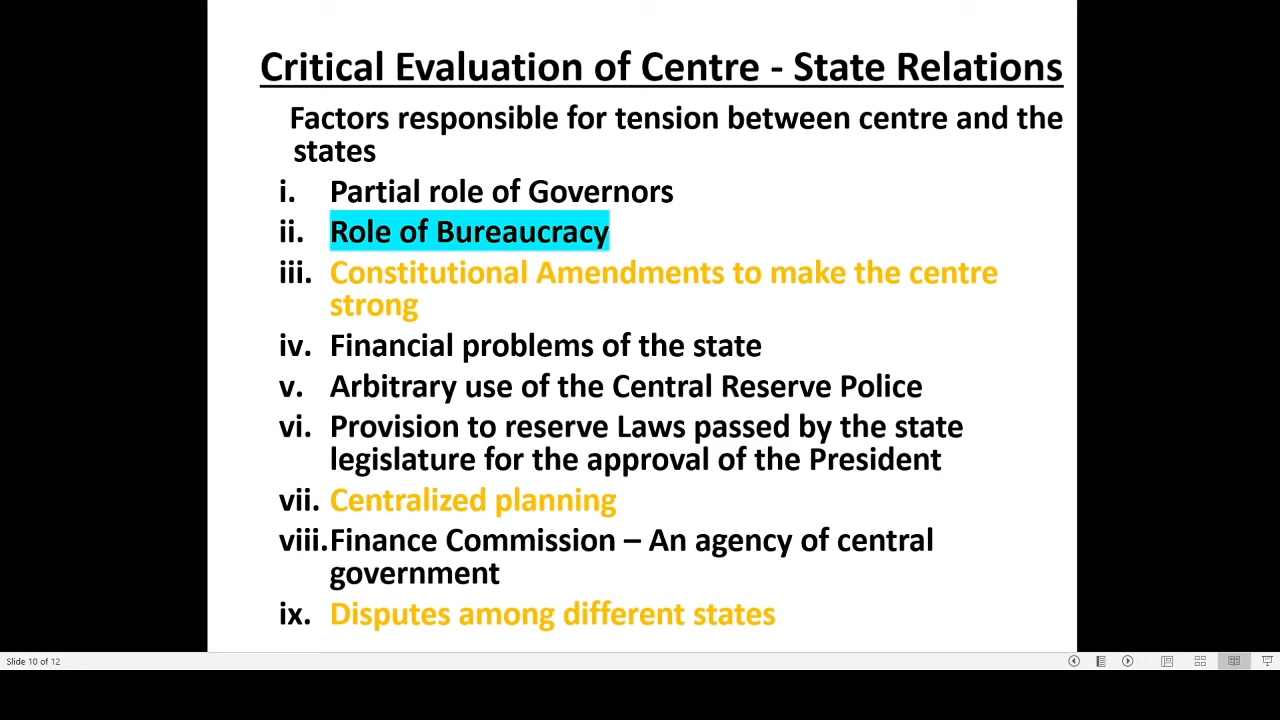 Critical Evaluation of Centre - State Relations
Factors responsible for tension between centre and the
states
i. Partial role of Governors
ii. Role of Bureaucracy
iii. Constitutional Amendments to make the centre
strong
iv. Financial problems of the state
v. Arbitrary use of the Central Reserve Police
vi. Provision to reserve Laws passed by the state
legislature for the approval of the President
vii. Centralized planning
viii.Finance Commission – An agency of central
government
ix. Disputes among different states
Slide 10 of 12